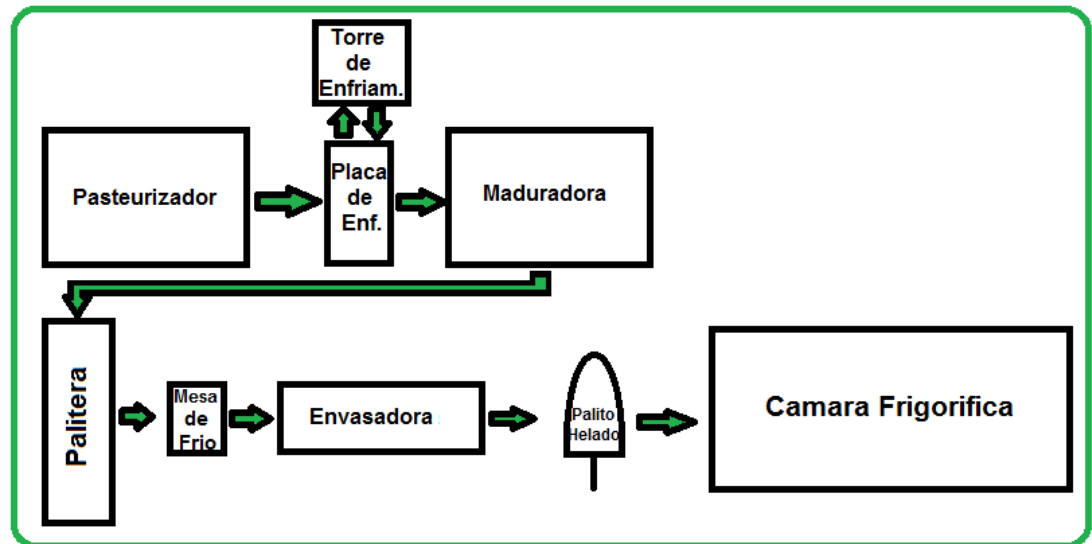 Torre
de
Enfriam.
Pasteurizador
Placa
de
Enf.
Maduradora
Palitera
Mesa
de
Frio
Envasadora
Palito
Helado
Camara Frigorifica